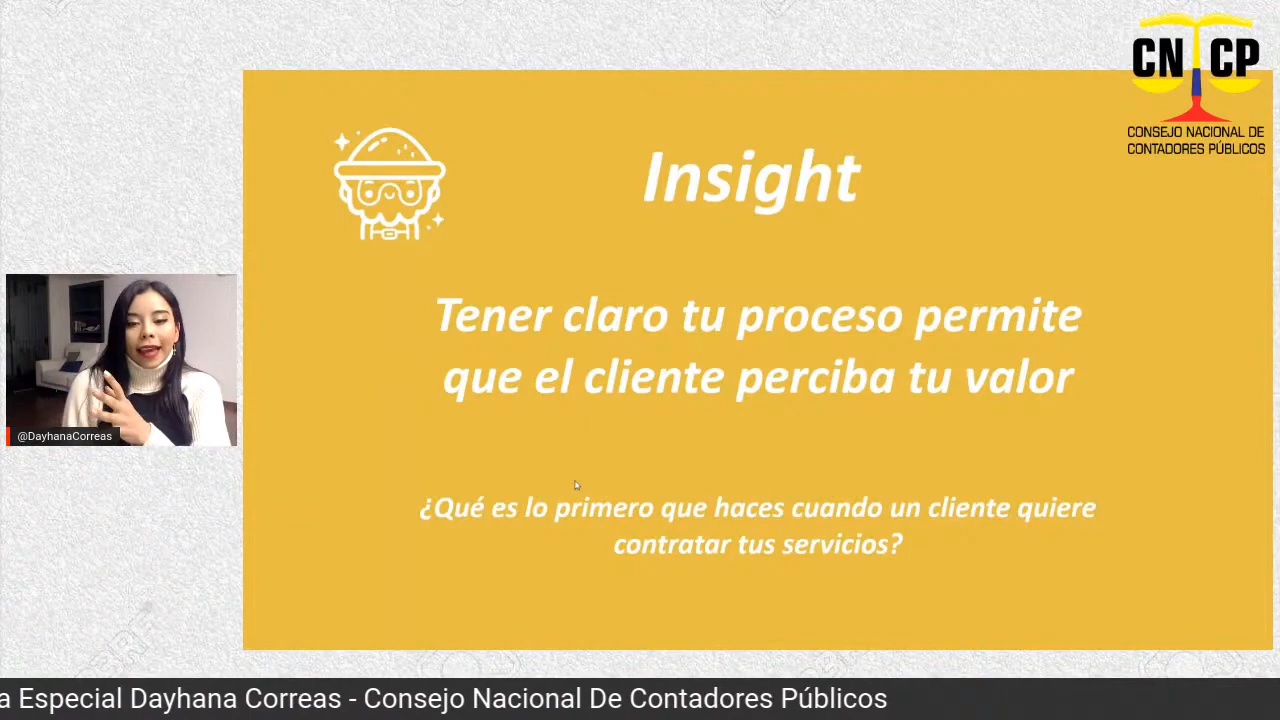 CN CP
CONSEJO NACIONAL DE
CONTADORES PÚBLICOS
Insight
Tener claro tu proceso permite
que el cliente perciba tu valor
¿Qué es lo primero que haces cuando un cliente quiere
contratar tus servicios?
@DayhanaCorreas
a Especial Dayhana Correas - Consejo Nacional De Contadores Públicos